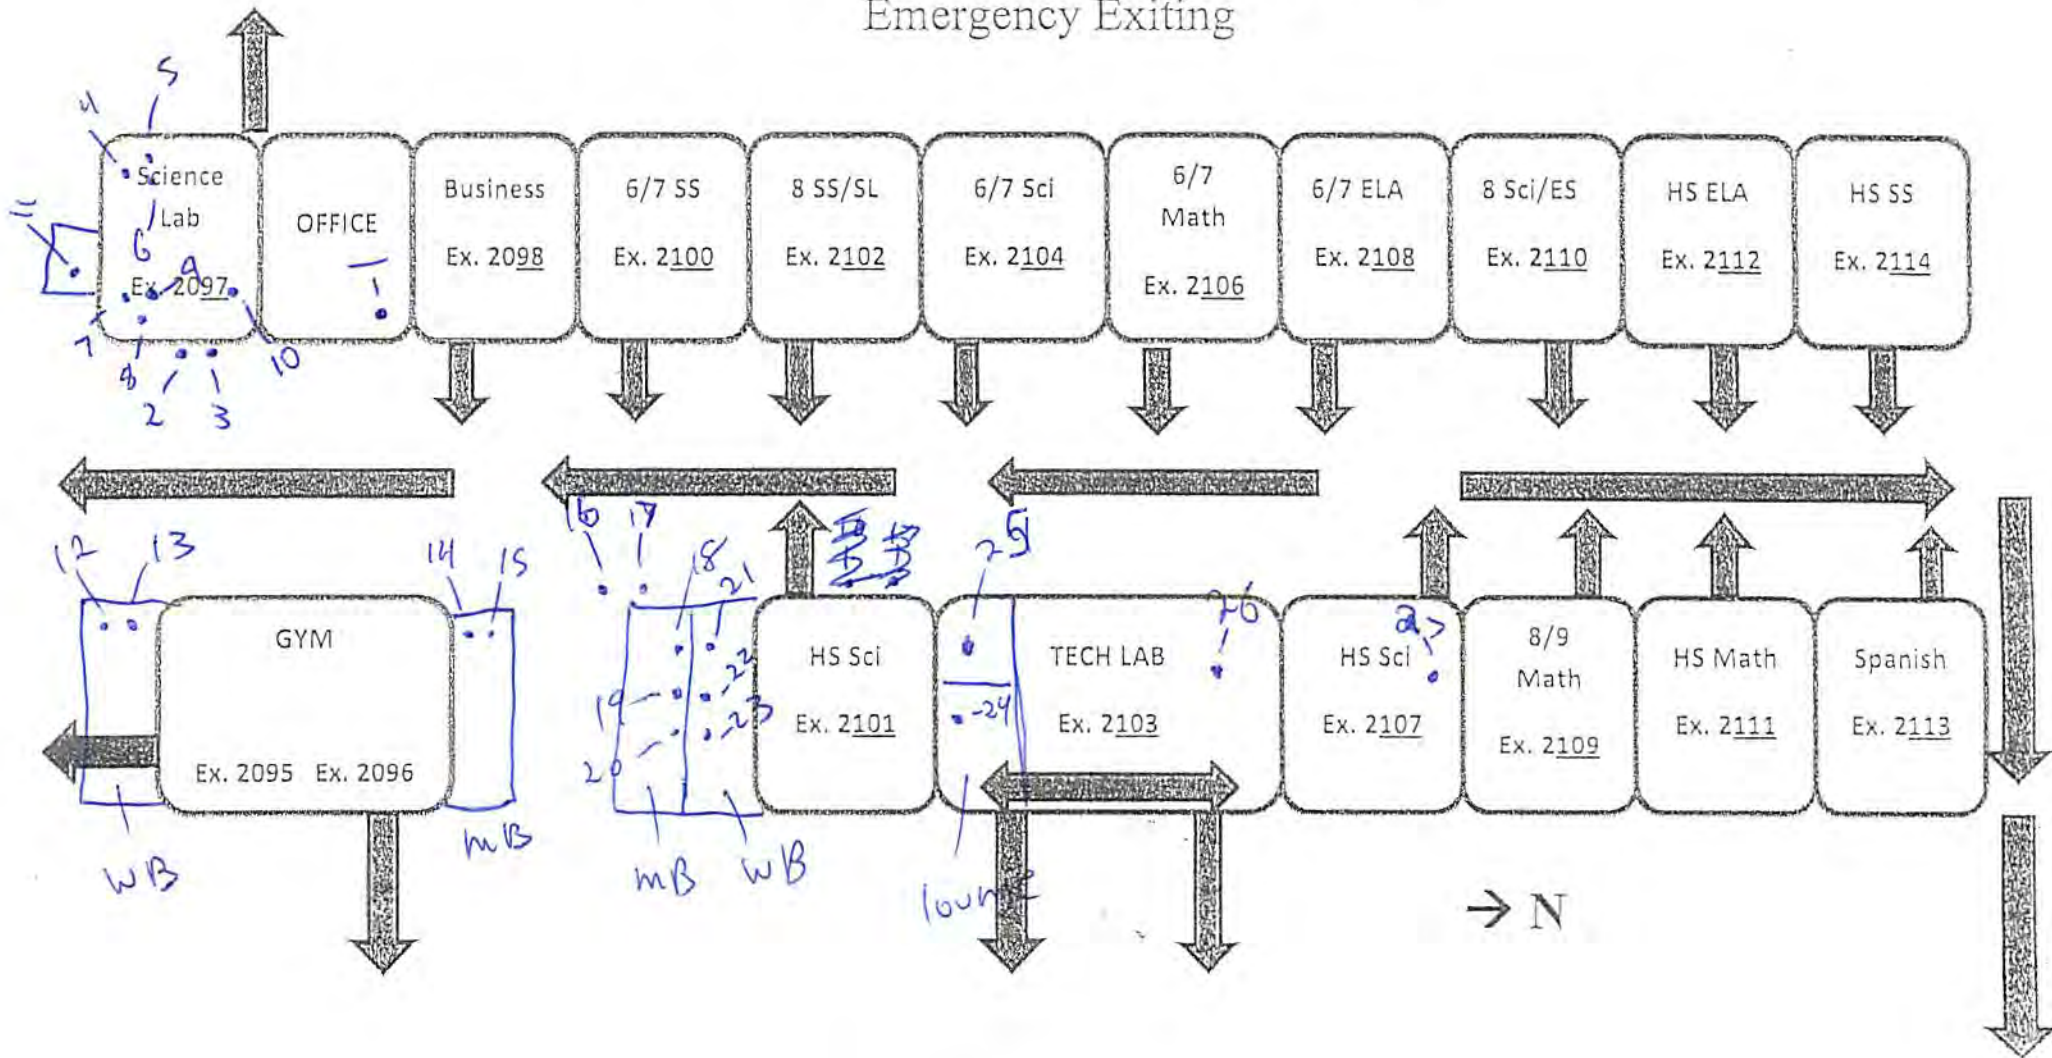 Emergency Exiting
4
5
Science
Lab
Ex. 2097
6
9
11
7
8
2
3
10
OFFICE
1
Business
Ex. 2098
6/7 SS
Ex. 2100
8 SS/SL
Ex. 2102
6/7 Sci
Ex. 2104
6/7
Math
Ex. 2106
6/7 ELA
Ex. 2108
8 Sci/ES
Ex. 2110
HS ELA
Ex. 2112
HS SS
Ex. 2114
12
13
GYM
Ex. 2095 Ex. 2096
WB
14
15
MB
16
17
18
21
19
22
20
23
MB
WB
HS Sci
Ex. 2101
25
24
lounge
TECH LAB
Ex. 2103
26
HS Sci
Ex. 2107
27
8/9
Math
Ex. 2109
HS Math
Ex. 2111
Spanish
Ex. 2113
→ N